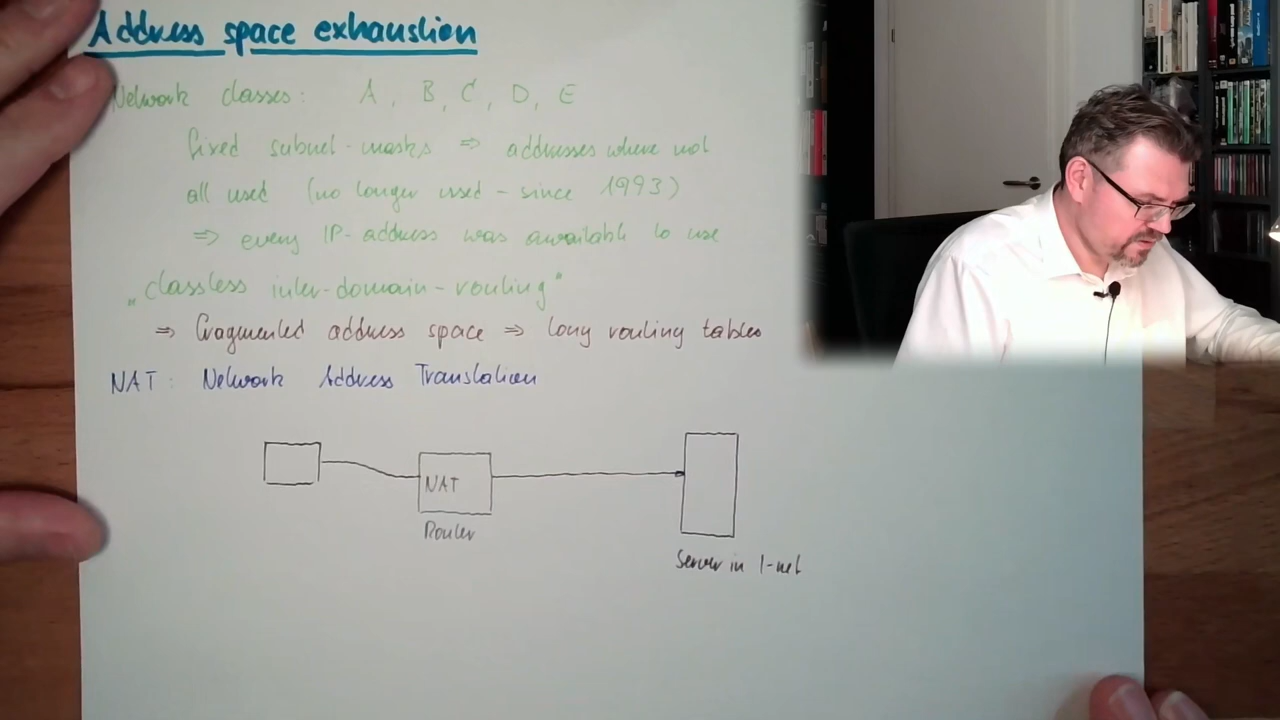 Address space exhaustion
Network classes: A, B, C, D, E
fixed subnet-masks ⇒ addresses where not
all used (no longer used - since 1993)
⇒ every IP-address was available to use
„classless inter-domain-routing"
⇒ fragmented address space ⇒ long routing tables
NAT: Network Address Translation
NAT
Router
Server in I-net